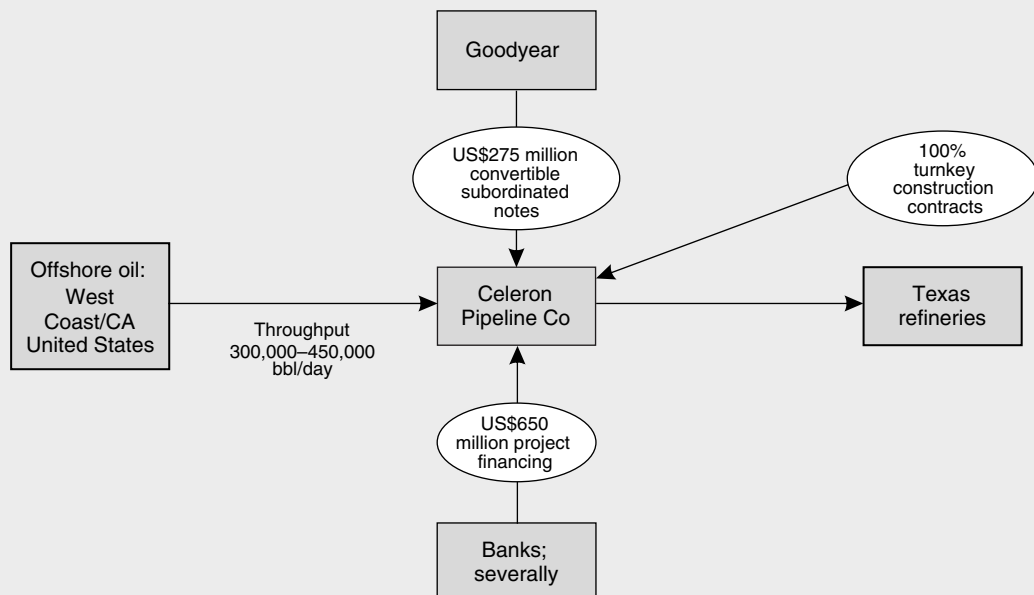 Goodyear
US$275 million
convertible
subordinated
notes
100%
turnkey
construction
contracts
Offshore oil:
West
Coast/CA
United States
Throughput
300,000–450,000
bbl/day
Celeron
Pipeline Co
Texas
refineries
US$650
million project
financing
Banks;
severally